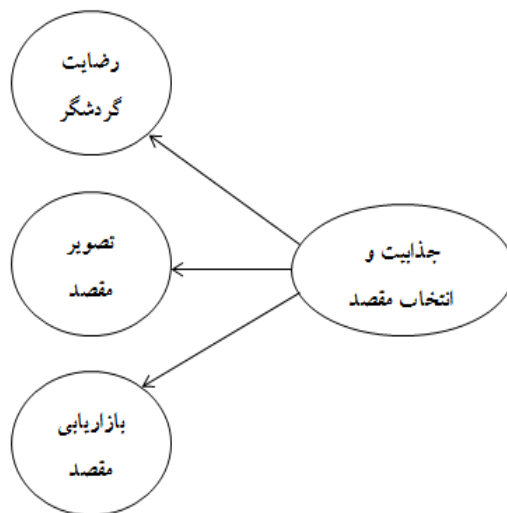 رضایت
گردشگر
تصویر
مقصد
جذابیت و
انتخاب مقصد
بازاریابی
مقصد